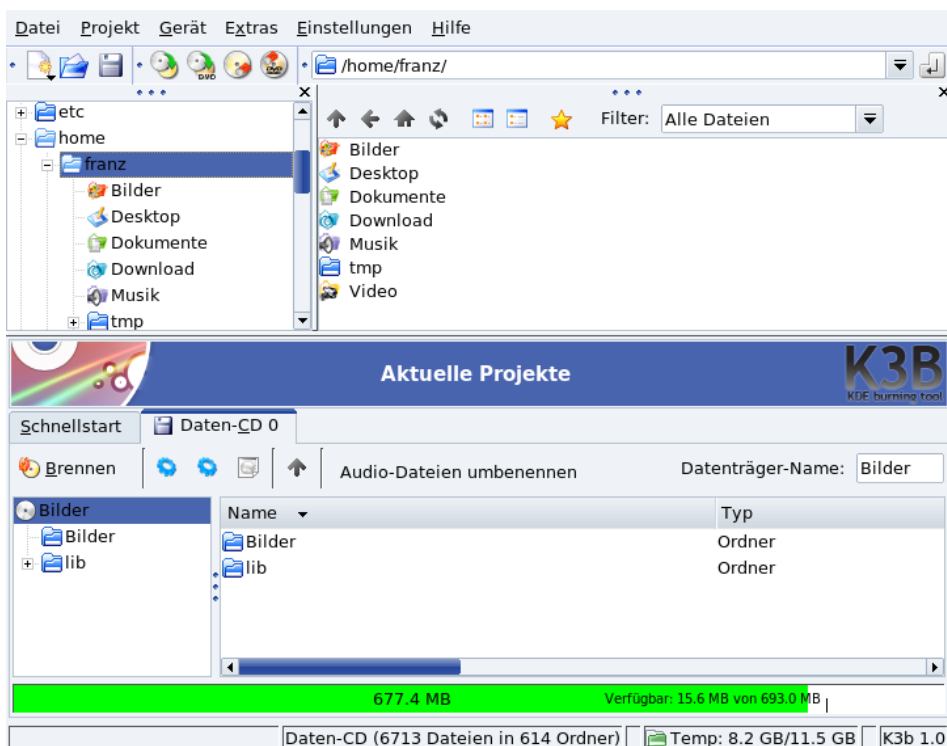 Datei Projekt Gerät Extras Einstellungen Hilfe
DVD
/home/franz/
etc
home
franz
Bilder
Desktop
Dokumente
Download
Musik
tmp
Filter: Alle Dateien
Bilder
Desktop
Dokumente
Download
Musik
tmp
Video
Aktuelle Projekte
K3B
KDE burning tool
Schnellstart Daten-CD 0
Brennen Audio-Dateien umbenennen Datenträger-Name: Bilder
Bilder
Bilder
lib
Name Typ
Bilder Ordner
lib Ordner
677.4 MB Verfügbar: 15.6 MB von 693.0 MB
Daten-CD (6713 Dateien in 614 Ordner) Temp: 8.2 GB/11.5 GB K3b 1.0